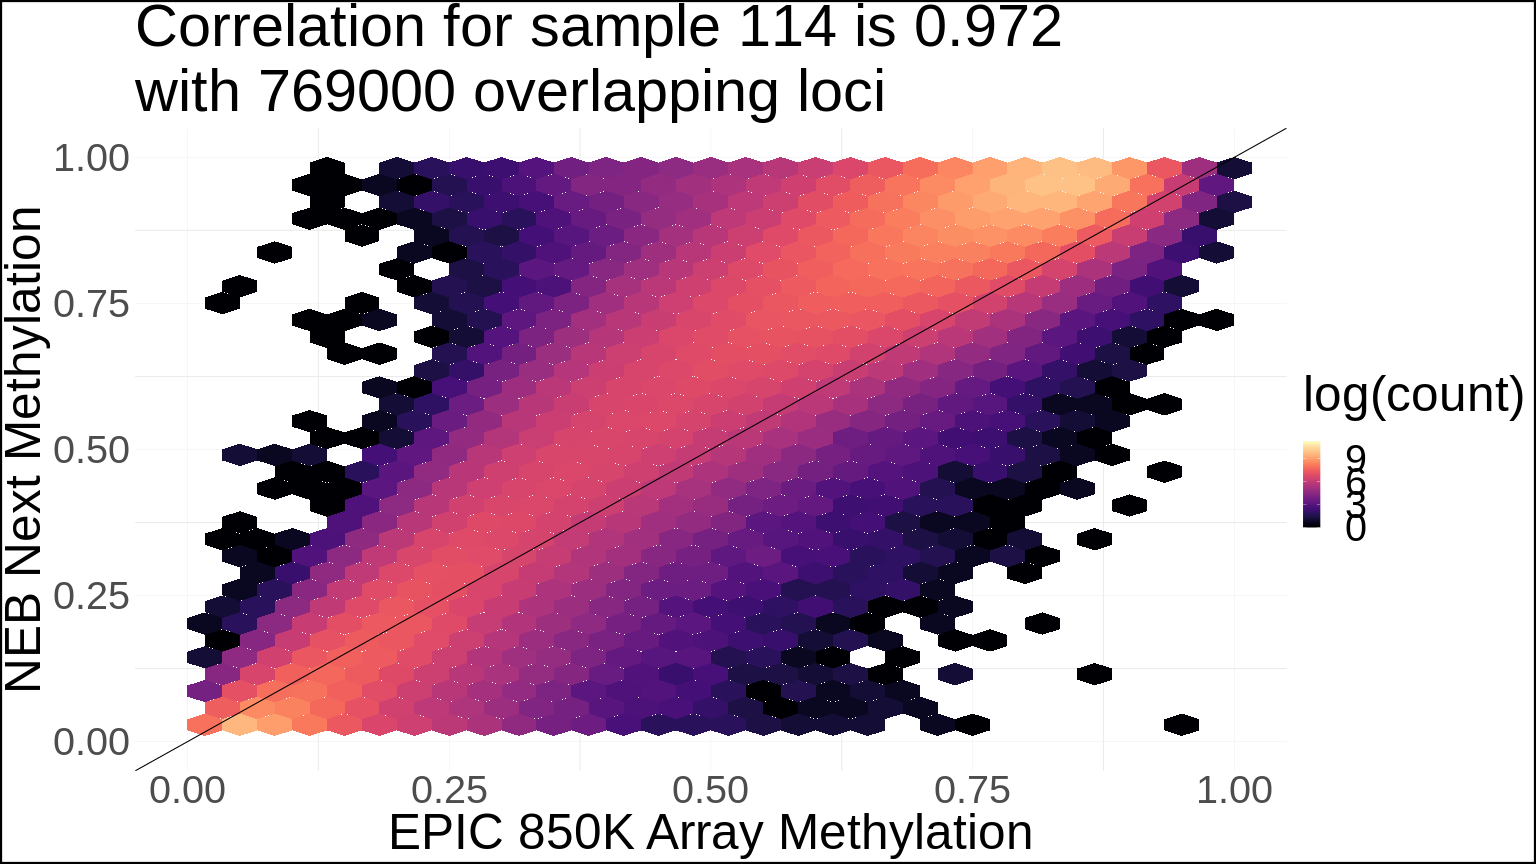 Correlation for sample 114 is 0.972
with 769000 overlapping loci
1.00
0.75
0.50
0.25
0.00
NEB Next Methylation
0.00 0.25 0.50 0.75 1.00
EPIC 850K Array Methylation
log(count)
9
6
3
0